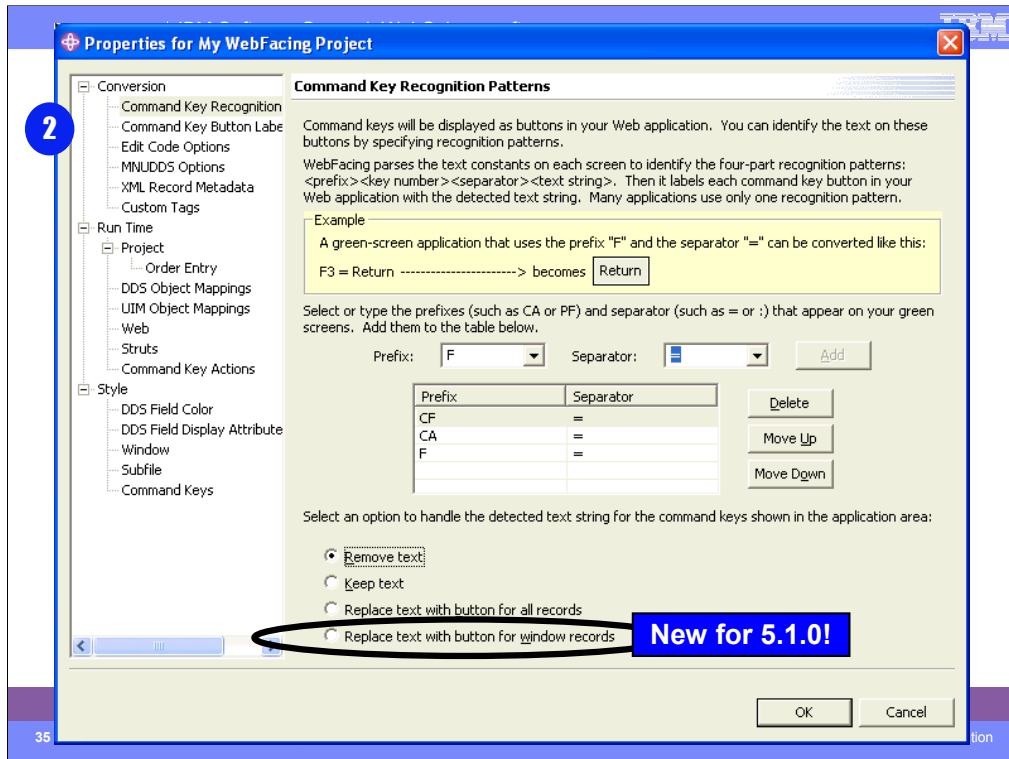 IBM
Properties for My WebFacing Project
2
Conversion
Command Key Recognition
Command Key Button Labe
Edit Code Options
MNUDDS Options
XML Record Metadata
Custom Tags
Run Time
Project
Order Entry
DDS Object Mappings
UIM Object Mappings
Web
Struts
Command Key Actions
Style
DDS Field Color
DDS Field Display Attribute
Window
Subfile
Command Keys
Command Key Recognition Patterns
Command keys will be displayed as buttons in your Web application. You can identify the text on these
buttons by specifying recognition patterns.
WebFacing parses the text constants on each screen to identify the four-part recognition patterns:
<prefix><key number><separator><text string>. Then it labels each command key button in your
Web application with the detected text string. Many applications use only one recognition pattern.
Example
A green-screen application that uses the prefix "F" and the separator "=" can be converted like this:
F3 = Return -----------------------> becomes Return
Select or type the prefixes (such as CA or PF) and separator (such as = or :) that appear on your green
screens. Add them to the table below.
Prefix: F Separator: = Add
Prefix Separator
CF =
CA =
F =
Delete
Move Up
Move Down
Select an option to handle the detected text string for the command keys shown in the application area:
Remove text
Keep text
Replace text with button for all records
Replace text with button for window records
New for 5.1.0!
OK Cancel
35
tion